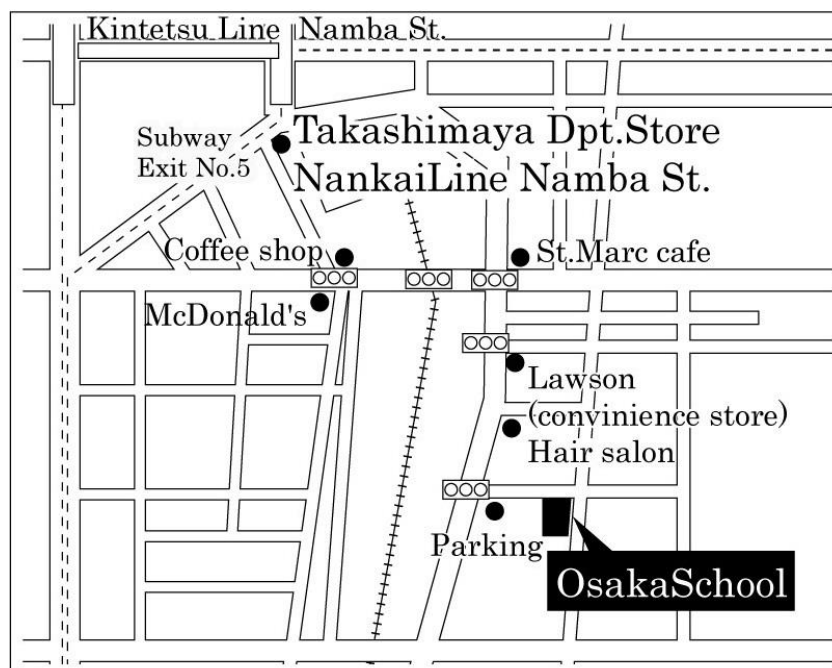 Kintetsu Line Namba St.
Subway
Exit No.5
Takashimaya Dpt.Store
NankaiLine Namba St.
Coffee shop
St.Marc cafe
McDonald's
Lawson
(convinience store)
Hair salon
Parking
OsakaSchool